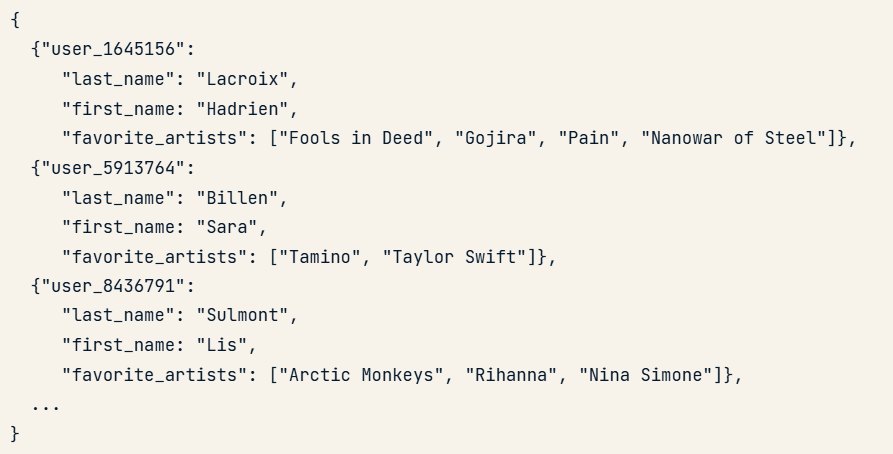 {
  {"user_1645156":
     "last_name": "Lacroix",
     "first_name: "Hadrien",
     "favorite_artists": ["Fools in Deed", "Gojira", "Pain", "Nanowar of Steel"]},
  {"user_5913764":
     "last_name": "Billen",
     "first_name: "Sara",
     "favorite_artists": ["Tamino", "Taylor Swift"]},
  {"user_8436791":
     "last_name": "Sulmont",
     "first_name: "Lis",
     "favorite_artists": ["Arctic Monkeys", "Rihanna", "Nina Simone"]},
  ...
}